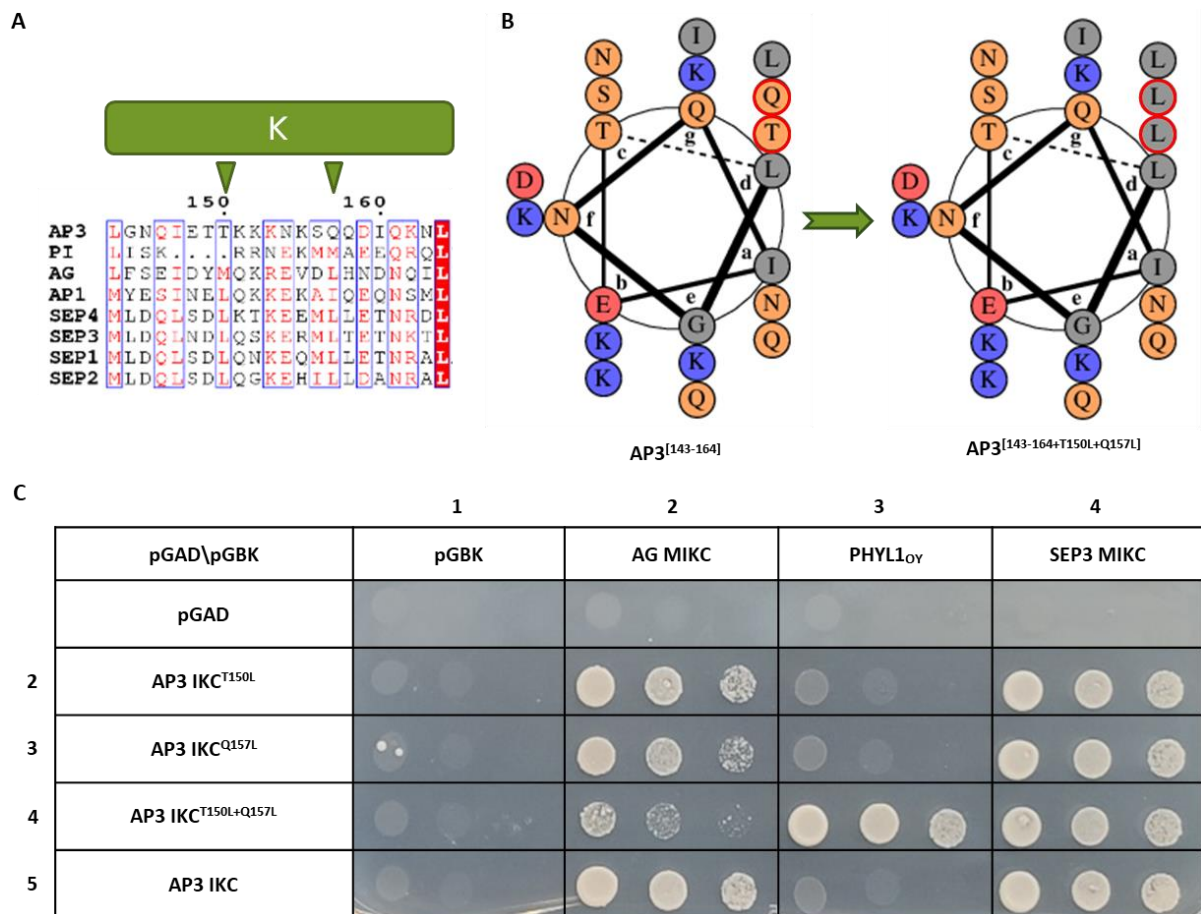 A
B
K
150 160
AP3 LGNQIETTKKKNKSQQDIQKNL
PI LISK....RRNEKMMAEEQRQL
AG LFSEIDYMQKREVDLHNDNQIL
AP1 MYESINELQKKEKAIQEQNSML
SEP4 MLDQLSDLKTKEEMLLETNRDL
SEP3 MLDQLNDLQSKERMLTETNKTL
SEP1 MLDQLSDLQNKEQMLLETNRAL
SEP2 MLDQLSDLQGKEHILLDANRAL
N I L
S K Q
T Q T
c g L
d
D
K N f
a I
b N
E e Q
K G
K K
Q
AP3[143-164]
N I L
S K L
T Q L
c g L
d
D
K N f
a I
b N
E e Q
K G
K K
Q
AP3[143-164+T150L+Q157L]
C
1 2 3 4
pGAD\pGBK pGBK AG MIKC PHYL1OY SEP3 MIKC
pGAD
2 AP3 IKCT150L
3 AP3 IKCQ157L
4 AP3 IKCT150L+Q157L
5 AP3 IKC